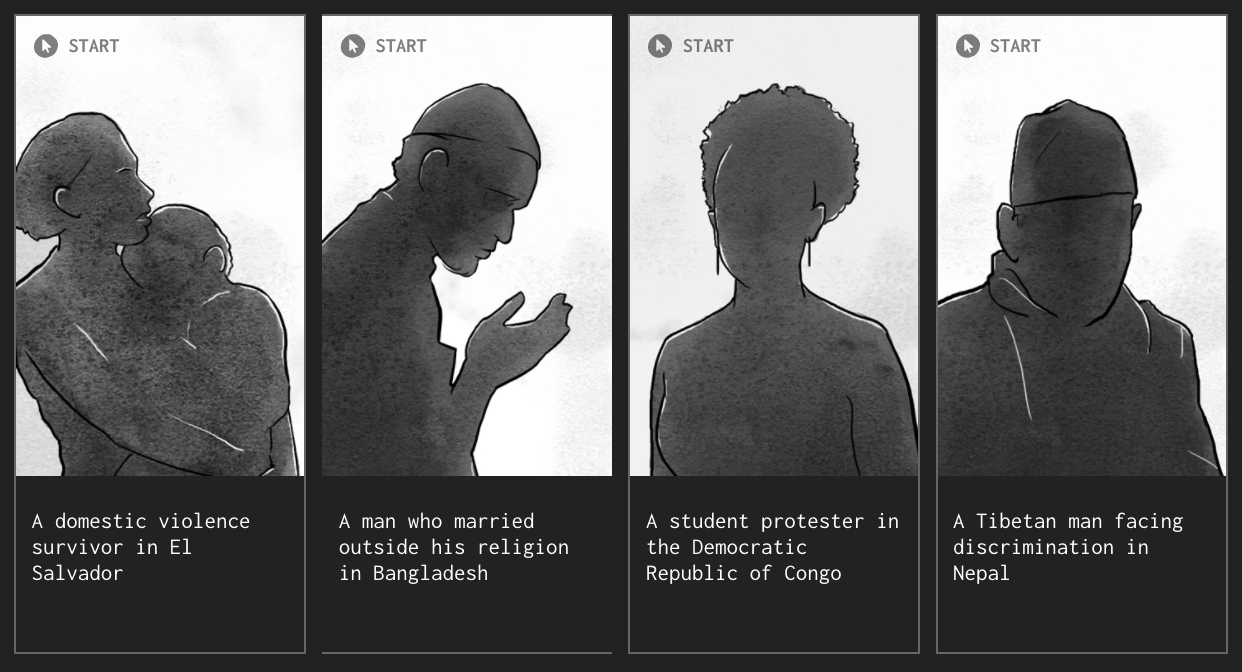 START
A domestic violence
survivor in El
Salvador
START
A man who married
outside his religion
in Bangladesh
START
A student protester in
the Democratic
Republic of Congo
START
A Tibetan man facing
discrimination in
Nepal